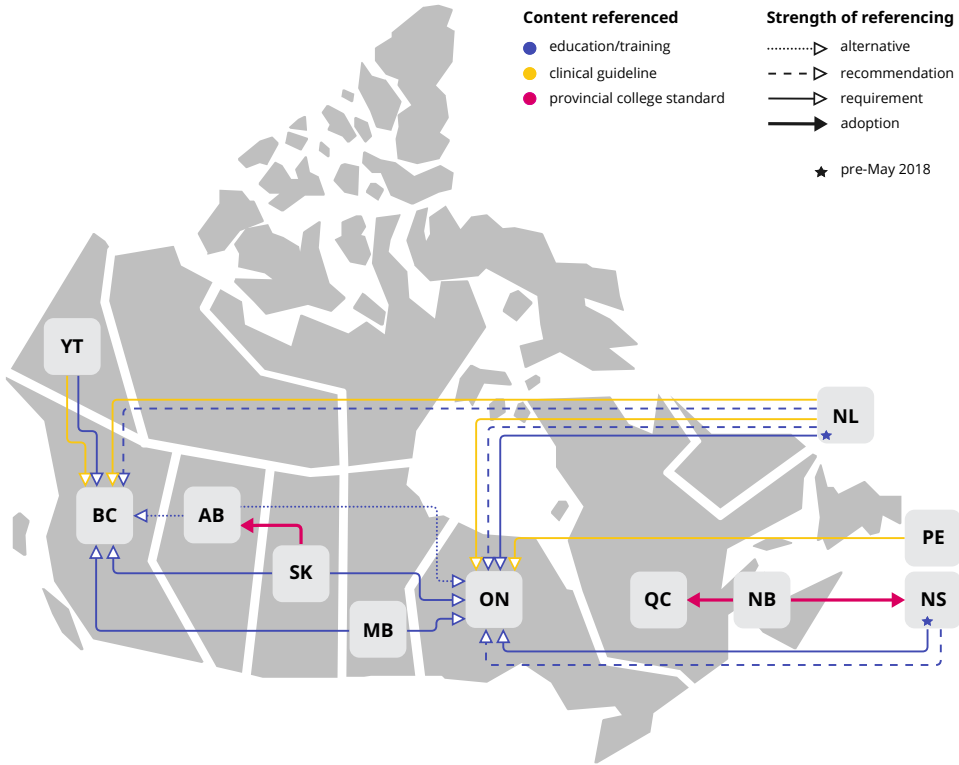 Content referenced
education/training
clinical guideline
provincial college standard
Strength of referencing
alternative
recommendation
requirement
adoption
pre-May 2018
YT
NL
BC
AB
PE
SK
ON
QC
NB
NS
MB